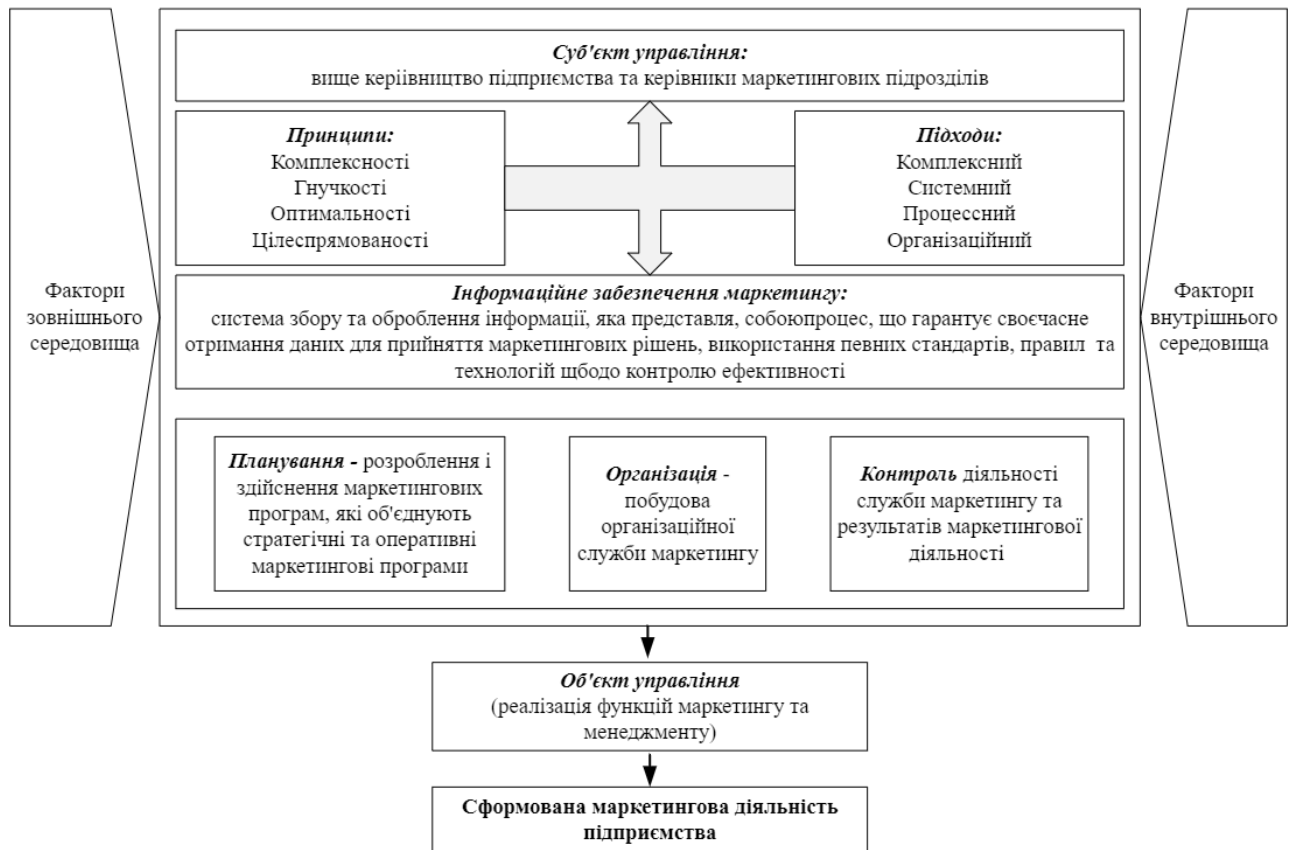 Суб'єкт управління:
вище керіівництво підприємства та керівники маркетингових підрозділів
Принципи:
Комплексності
Гнучкості
Оптимальності
Цілеспрямованості
Підходи:
Комплексний
Системний
Процессний
Організаційний
Фактори
зовнішнього
середовища
Інформаційне забезпечення маркетингу:
система збору та оброблення інформації, яка представля, собоюпроцес, що гарантує своєчасне
отримання даних для прийняття маркетингових рішень, використання певних стандартів, правил та
технологій щбодо контролю ефективності
Фактори
внутрішнього
середовища
Планування - розроблення і
здійснення маркетингових
програм, які об'єднують
стратегічні та оперативні
маркетингові програми
Організація -
побудова
організаційної
служби маркетингу
Контроль діяльності
служби маркетингу та
результатів маркетингової
діяльності
Об'єкт управління
(реалізація функцій маркетингу та
менеджменту)
Сформована маркетингова діяльність
підприємства